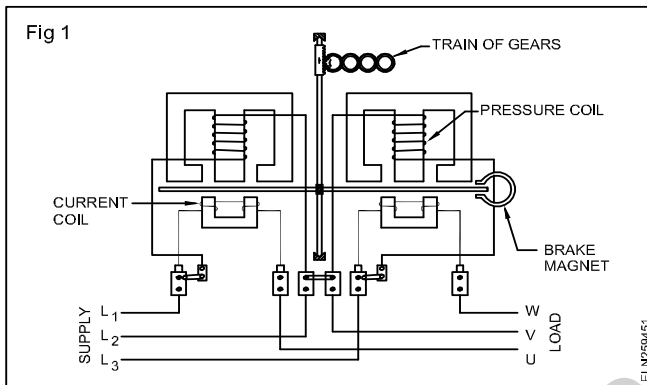 Fig 1
TRAIN OF GEARS
PRESSURE COIL
CURRENT
COIL
BRAKE
MAGNET
SUPPLY
L1
L2
L3
W
V
U
LOAD
ELN259451